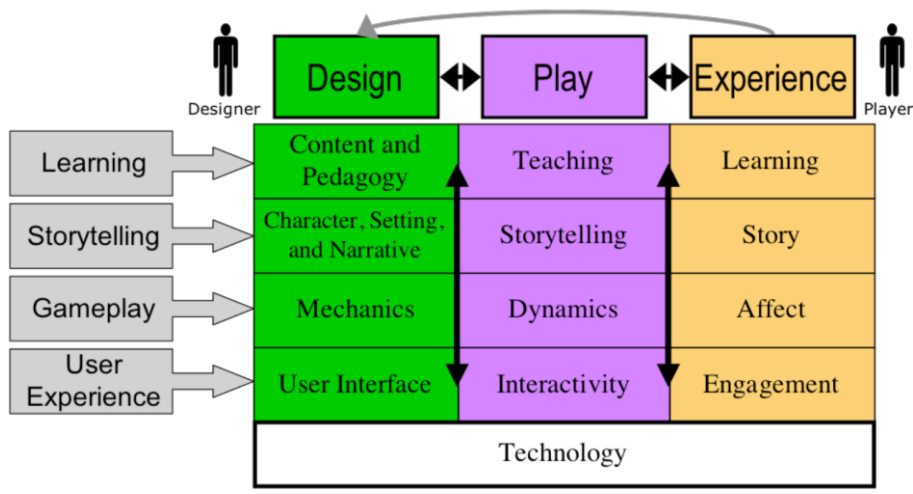 Design
Play
Experience
Designer
Player
Learning
Content and
Pedagogy
Teaching
Learning
Storytelling
Character, Setting,
and Narrative
Storytelling
Story
Gameplay
Mechanics
Dynamics
Affect
User
Experience
User Interface
Interactivity
Engagement
Technology